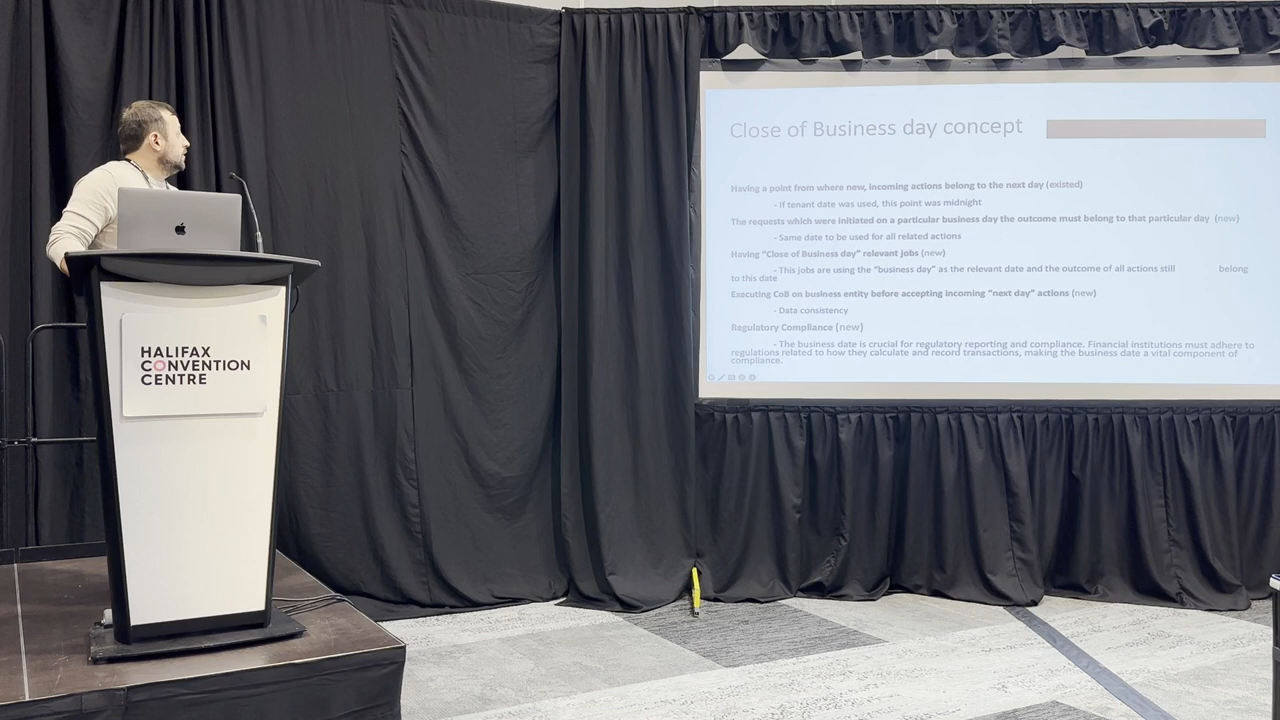 Close of Business day concept
Having a point from where new, incoming actions belong to the next day (existed)
- If tenant date was used, this point was midnight
The requests which were initiated on a particular business day the outcome must belong to that particular day (new)
- Same date to be used for all related actions
Having "Close of Business day" relevant jobs (new)
- This jobs are using the "business day" as the relevant date and the outcome of all actions still belong
to this date
Executing CoB on business entity before accepting incoming "next day" actions (new)
- Data consistency
Regulatory Compliance (new)
- The business date is crucial for regulatory reporting and compliance. Financial institutions must adhere to
regulations related to how they calculate and record transactions, making the business date a vital component of
compliance.
HALIFAX
CONVENTION
CENTRE